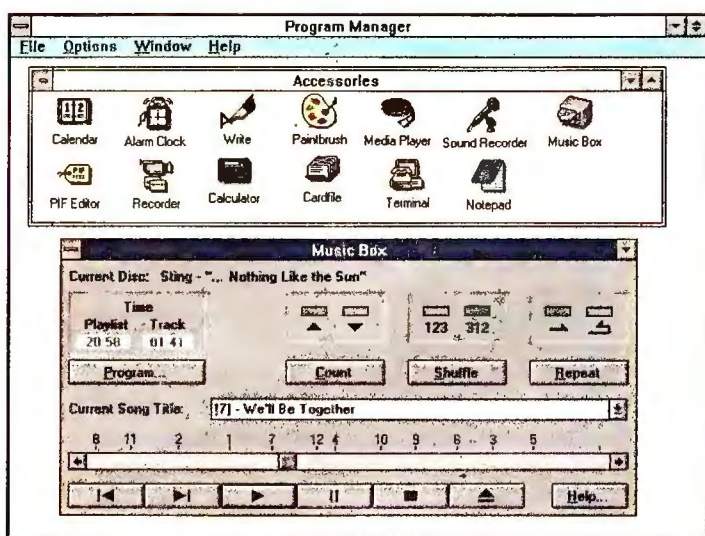 Program Manager
File Options Window Help
Accessories
Calendar Alarm Clock Write Paintbrush Media Player Sound Recorder Music Box
PIF Editor Recorder Calculator Cardfile Terminal Notepad
Music Box
Current Disc: Sting - "... Nothing Like the Sun"
Time
Playlist Track
20:58 01:41
123 312
Program... Count Shuffle Repeat
Current Song Title: [7] - We'll Be Together
8 11 2 1 7 12 4 10 9 6 3 5
Help...